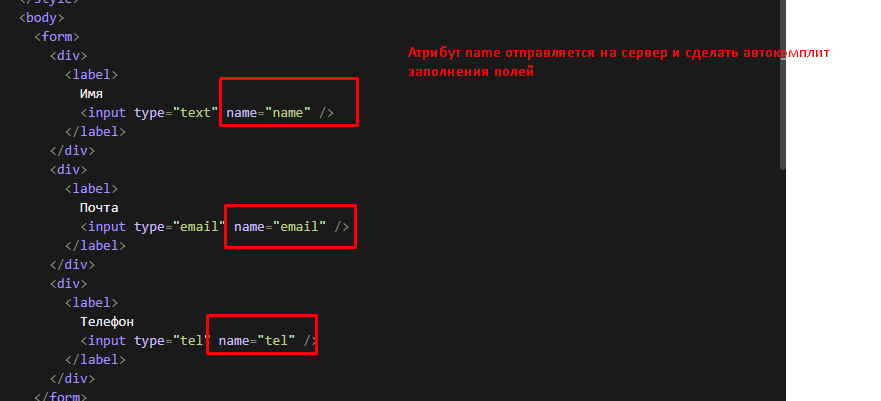 </style>
<body>
<form>
<div>
<label>
Имя
<input type="text" name="name" />
</label>
</div>
<div>
<label>
Почта
<input type="email" name="email" />
</label>
</div>
<div>
<label>
Телефон
<input type="tel" name="tel" />
</label>
</div>
</form>
Атрибут name отправляется на сервер и сделать автокомплит
заполнения полей